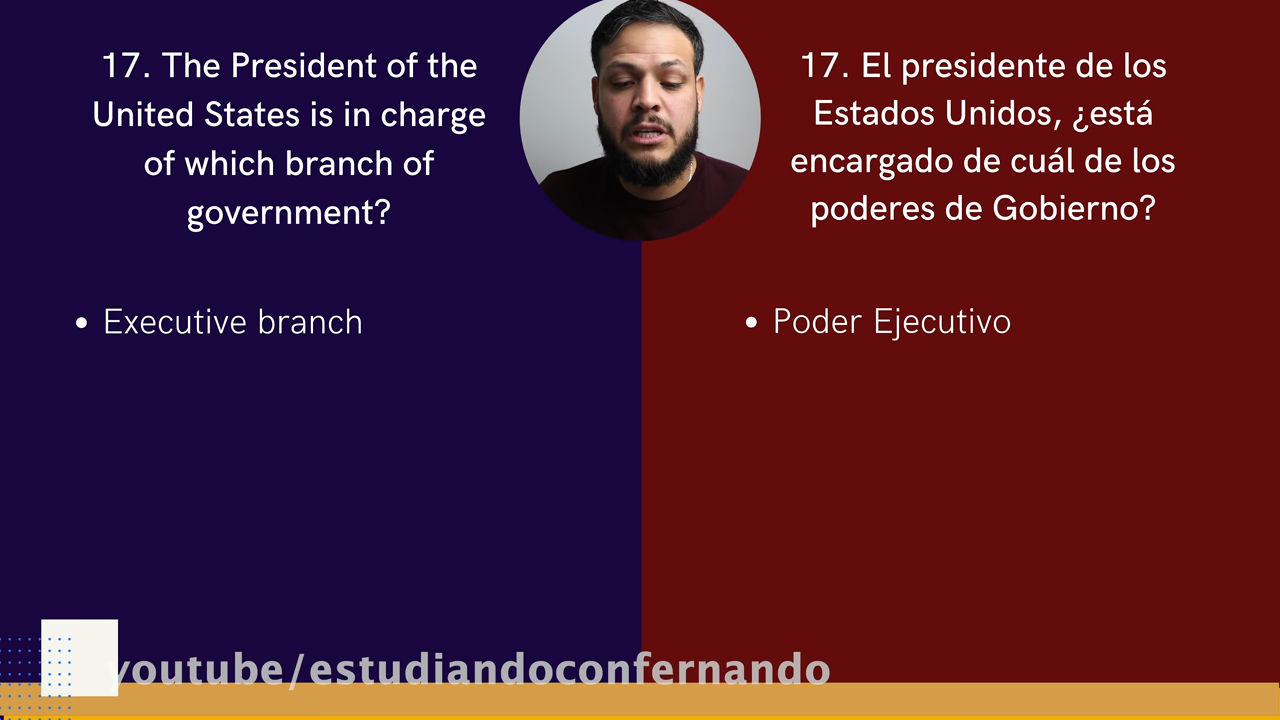 17. The President of the
United States is in charge
of which branch of
government?
• Executive branch
17. El presidente de los
Estados Unidos, ¿está
encargado de cuál de los
poderes de Gobierno?
• Poder Ejecutivo
youtube/estudiandoconfernando